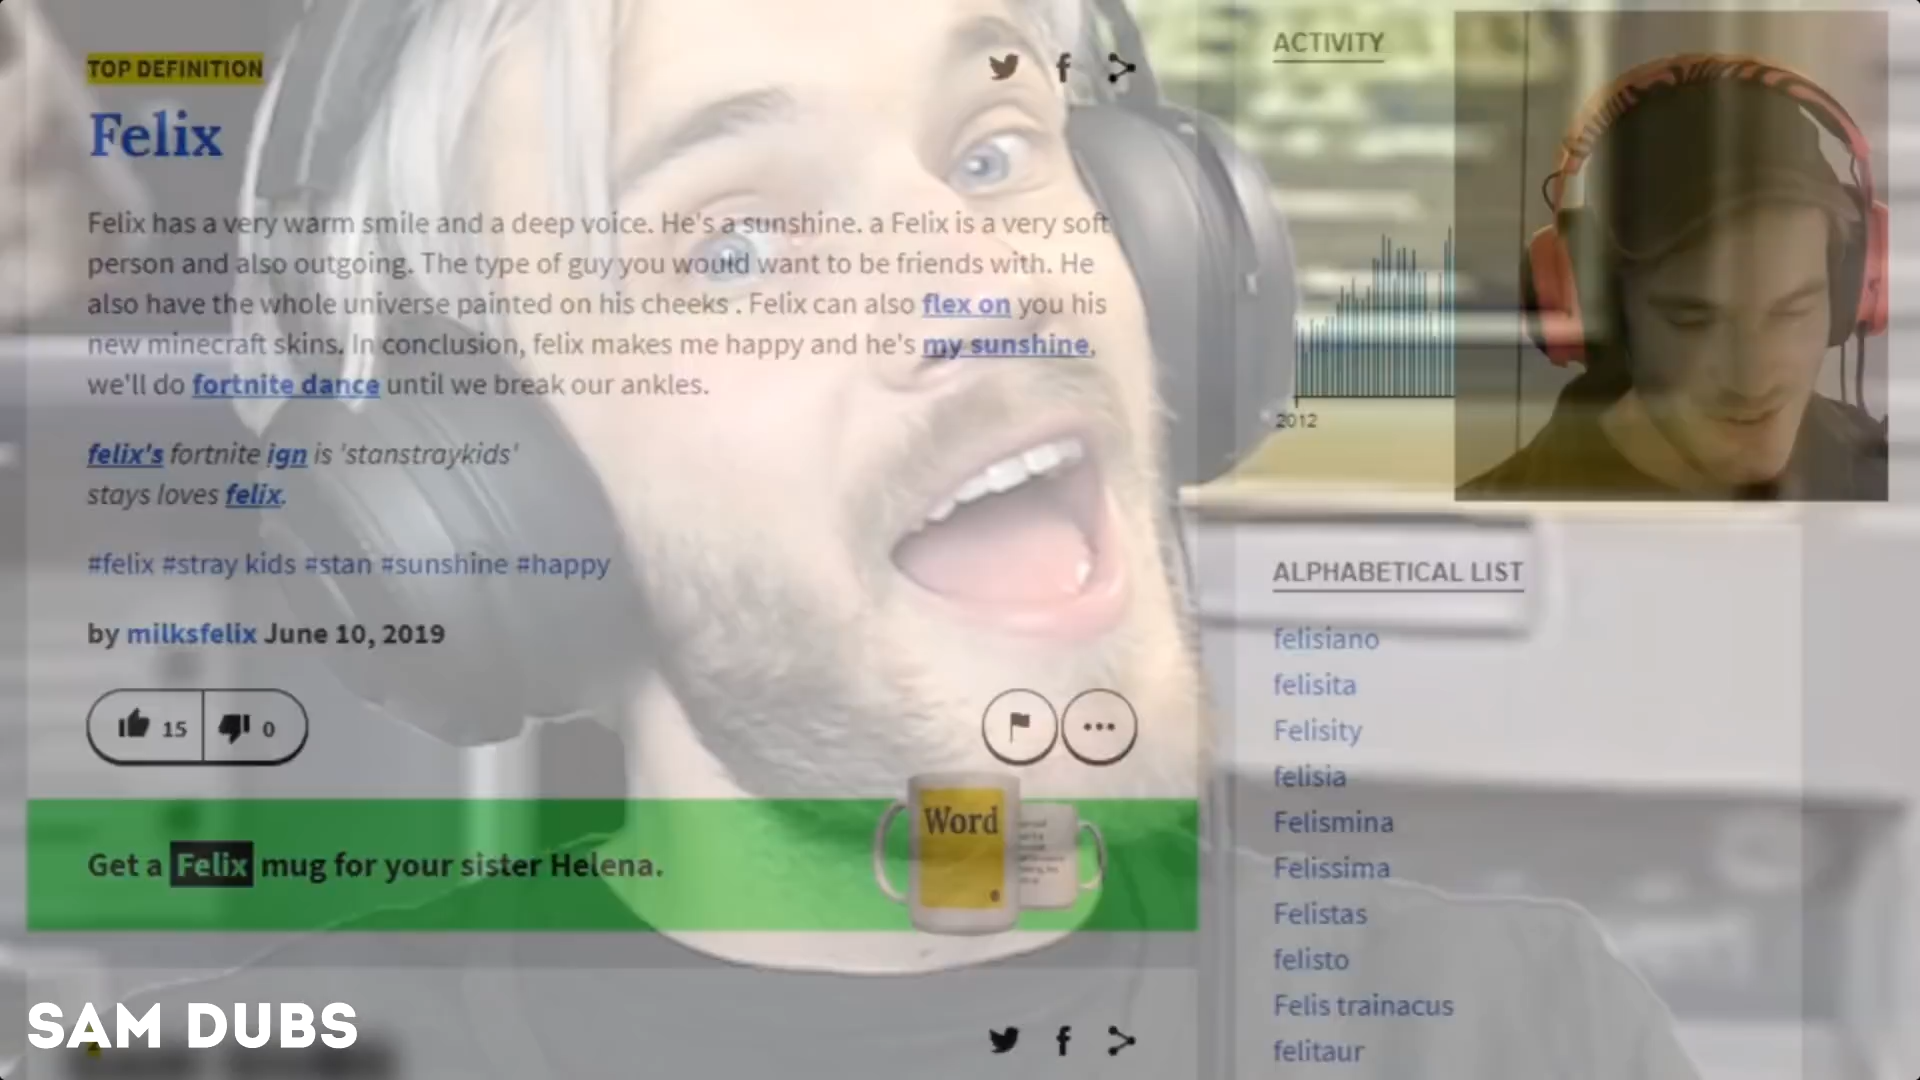 TOP DEFINITION
Felix
Felix has a very warm smile and a deep voice. He's a sunshine. a Felix is a very soft
person and also outgoing. The type of guy you would want to be friends with. He
also have the whole universe painted on his cheeks . Felix can also flex on you his
new minecraft skins. In conclusion, felix makes me happy and he's my sunshine,
we'll do fortnite dance until we break our ankles.
felix's fortnite ign is 'stanstraykids'
stays loves felix.
#felix #stray kids #stan #sunshine #happy
by milksfelix June 10, 2019
15 0
Get a Felix mug for your sister Helena.
Word
SAM DUBS
ACTIVITY
2012
ALPHABETICAL LIST
felisiano
felisita
Felisity
felisia
Felismina
Felissima
Felistas
felisto
Felis trainacus
felitaur